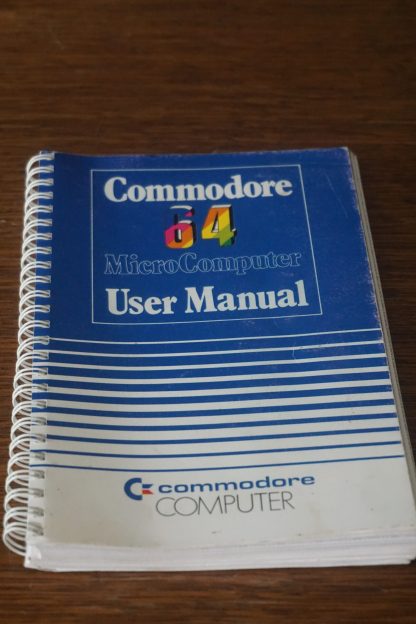 Commodore
64
MicroComputer
User Manual
commodore
COMPUTER